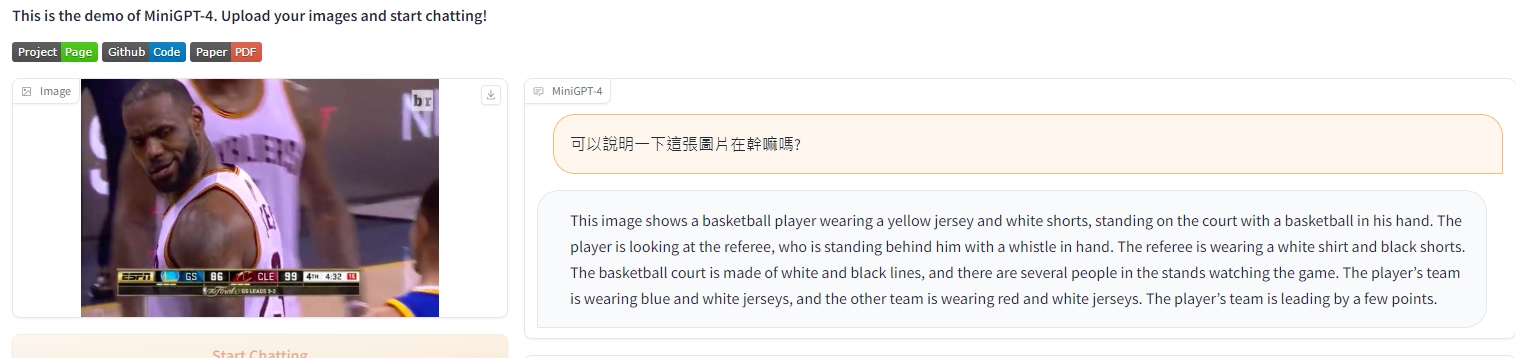 This is the demo of MiniGPT-4. Upload your images and start chatting!
Project Page Github Code Paper PDF
Image
br
ESPN GS 86 CLE 99 4TH 4:32 16
The Finals GS LEADS 3-2
Start Chatting
MiniGPT-4
可以說明一下這張圖片在幹嘛嗎?
This image shows a basketball player wearing a yellow jersey and white shorts, standing on the court with a basketball in his hand. The
player is looking at the referee, who is standing behind him with a whistle in hand. The referee is wearing a white shirt and black shorts.
The basketball court is made of white and black lines, and there are several people in the stands watching the game. The player’s team
is wearing blue and white jerseys, and the other team is wearing red and white jerseys. The player’s team is leading by a few points.